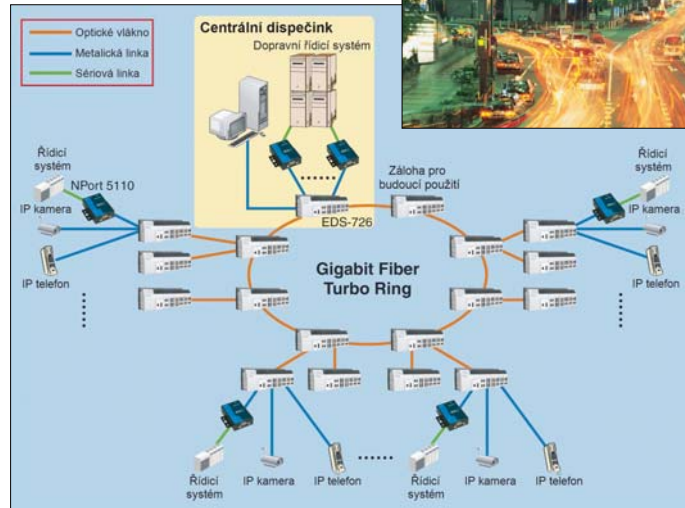 Optické vlákno
Metalická linka
Sériová linka
Centrální dispečink
Dopravní řídicí systém
Řídicí
systém
NPort 5110
IP kamera
IP telefon
EDS-726
Záloha pro
budoucí použití
Řídicí
systém
IP kamera
IP telefon
Gigabit Fiber
Turbo Ring
Řídicí
systém
IP kamera
IP telefon
Řídicí
systém
IP kamera
IP telefon